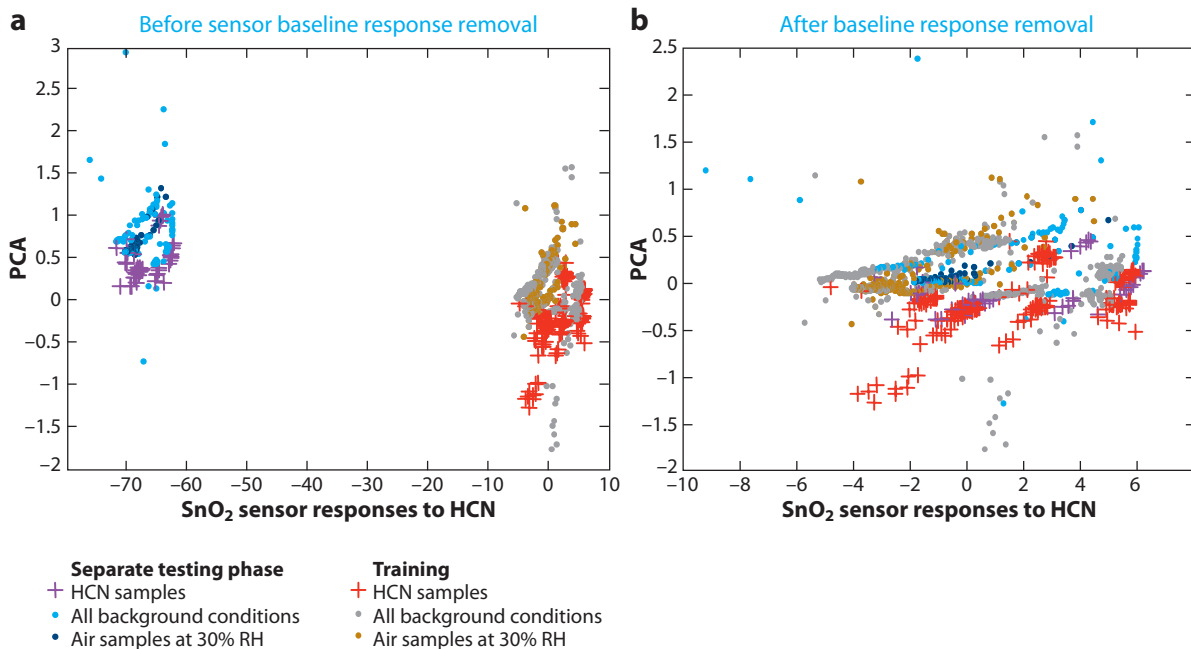 a
Before sensor baseline response removal
3
2.5
2
1.5
1
0.5
0
−0.5
−1
−1.5
−2
PCA
−70
−60
−50
−40
−30
−20
−10
0
10
SnO2 sensor responses to HCN
b
After baseline response removal
2.5
2
1.5
1
0.5
0
−0.5
−1
−1.5
−2
PCA
−10
−8
−6
−4
−2
0
2
4
6
SnO2 sensor responses to HCN
Separate testing phase
HCN samples
All background conditions
Air samples at 30% RH
Training
HCN samples
All background conditions
Air samples at 30% RH